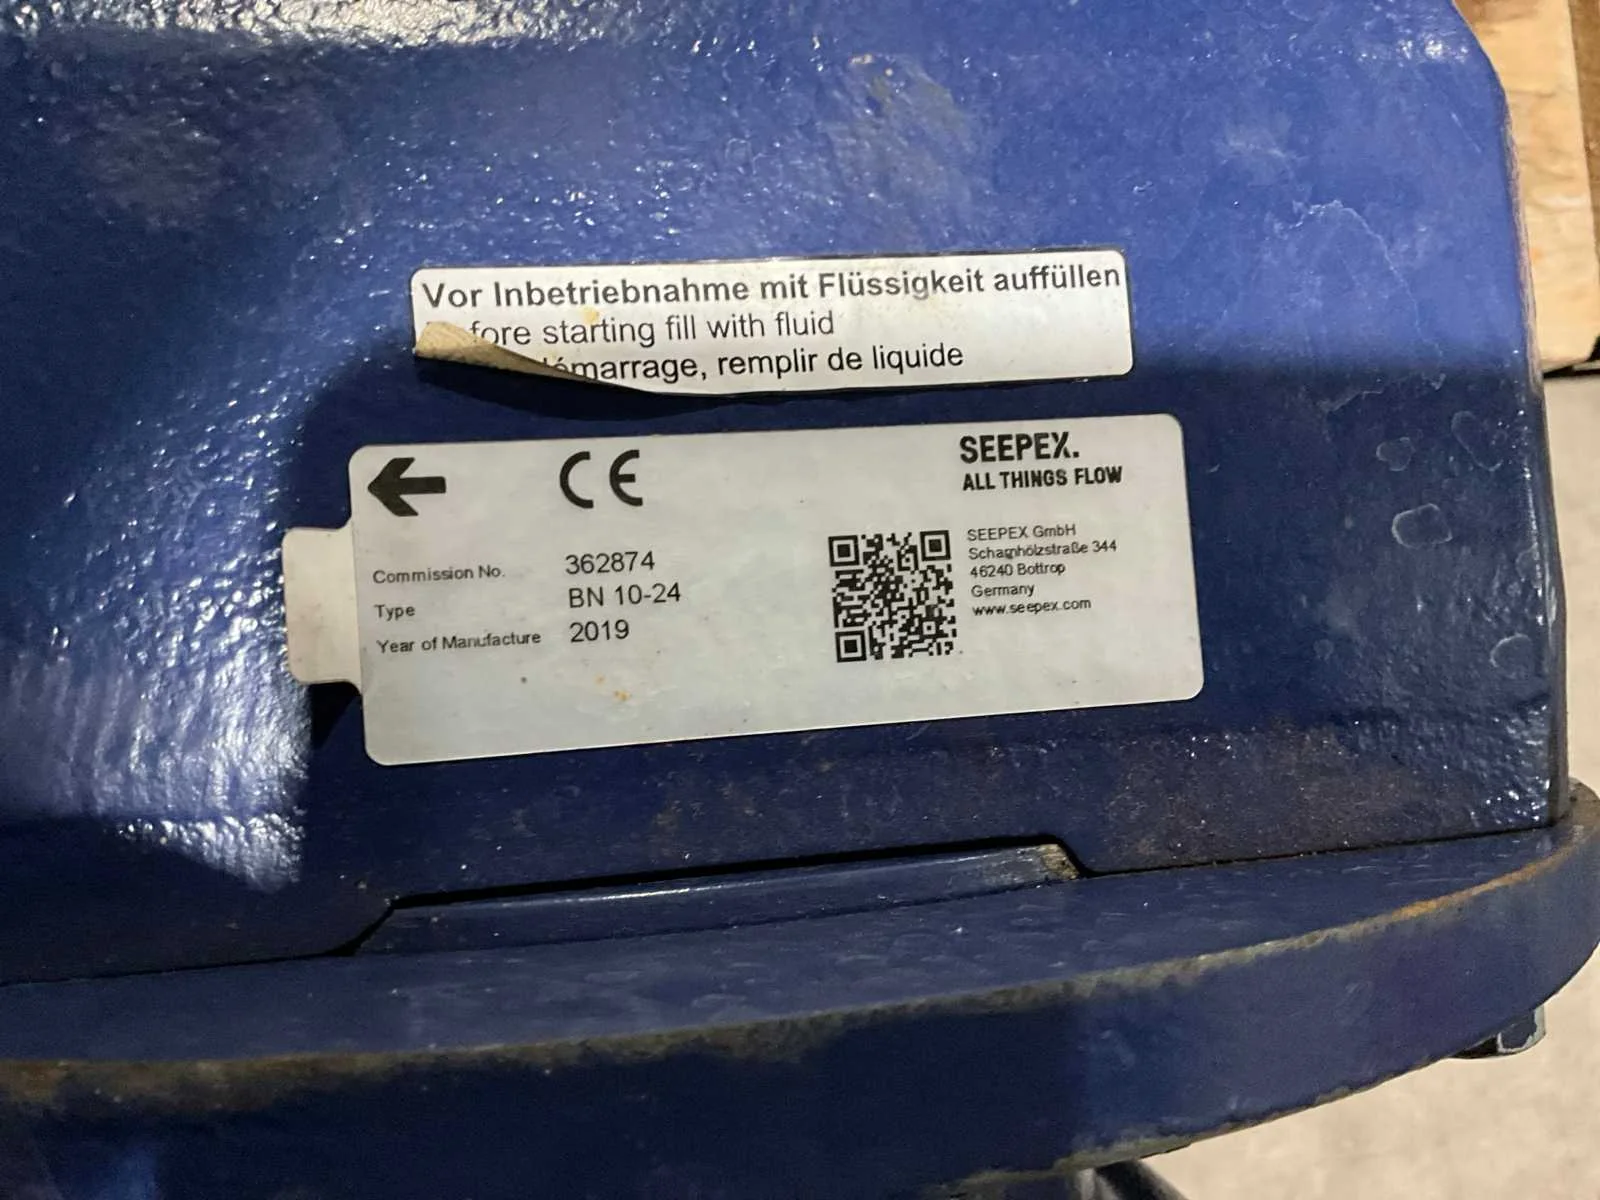 Vor Inbetriebnahme mit Flüssigkeit auffüllen
fore starting fill with fluid
démarrage, remplir de liquide
CE
SEEPEX.
ALL THINGS FLOW
Commission No. 362874
Type BN 10-24
Year of Manufacture 2019
SEEPEX GmbH
Scharnhölzstraße 344
46240 Bottrop
Germany
www.seepex.com